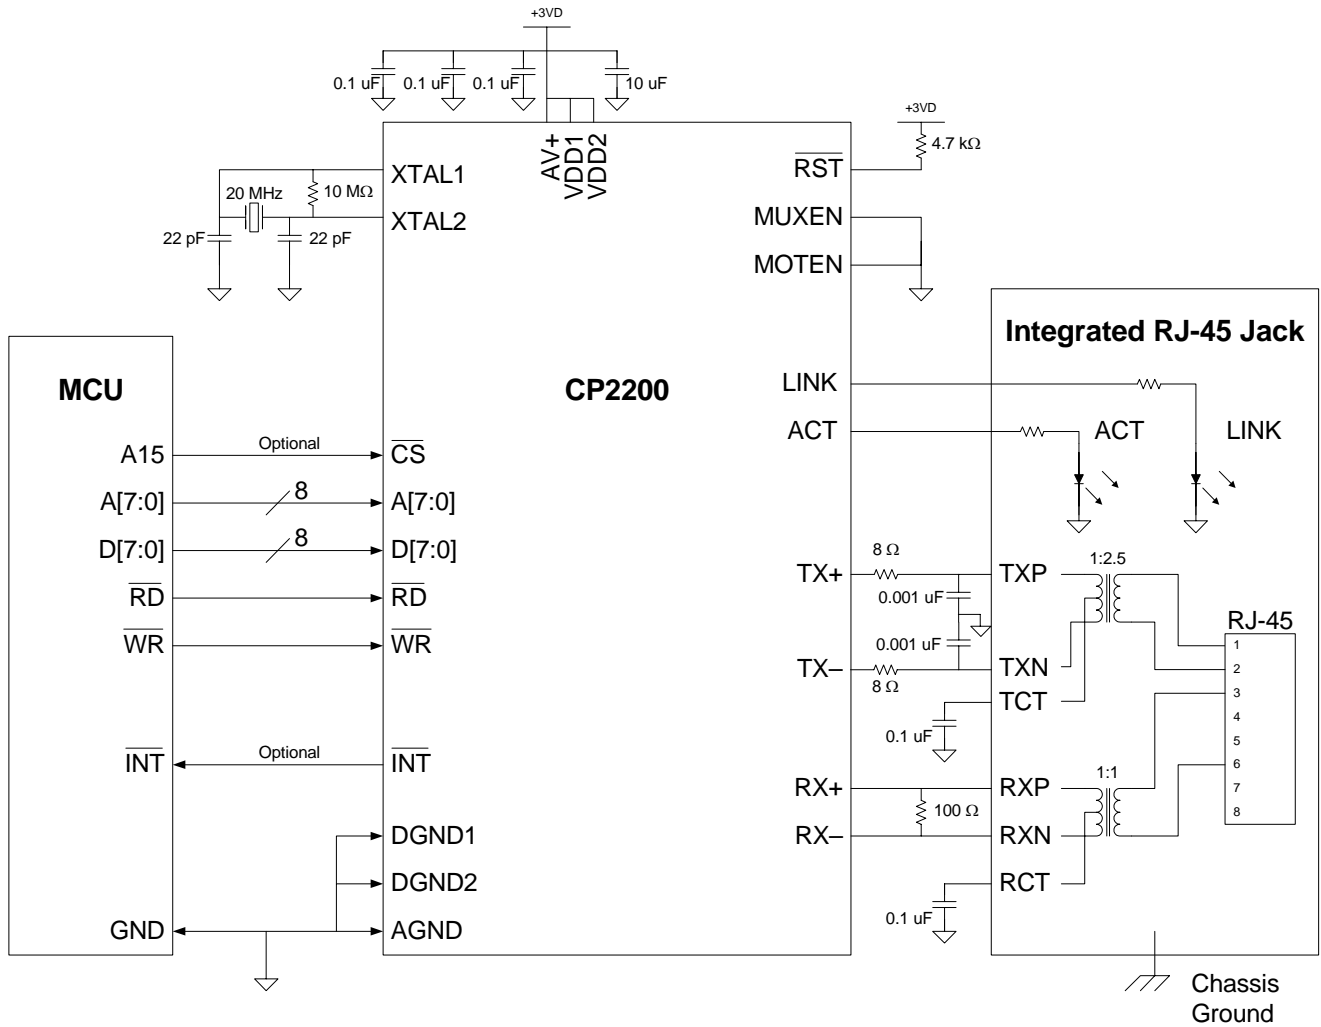 +3VD
0.1 uF
0.1 uF
0.1 uF
10 uF
AV+
VDD1
VDD2
+3VD
4.7 kΩ
XTAL1
XTAL2
20 MHz
10 MΩ
22 pF
22 pF
RST
MUXEN
MOTEN
MCU
CP2200
Integrated RJ-45 Jack
LINK
ACT
ACT
LINK
A15
Optional
CS
A[7:0]
8
A[7:0]
D[7:0]
8
D[7:0]
RD
RD
WR
WR
INT
Optional
INT
DGND1
DGND2
GND
AGND
TX+
8 Ω
0.001 uF
0.001 uF
TX–
8 Ω
0.1 uF
RX+
100 Ω
RX–
0.1 uF
TXP
1:2.5
TXN
TCT
RXP
1:1
RXN
RCT
RJ-45
1
2
3
4
5
6
7
8
Chassis
Ground